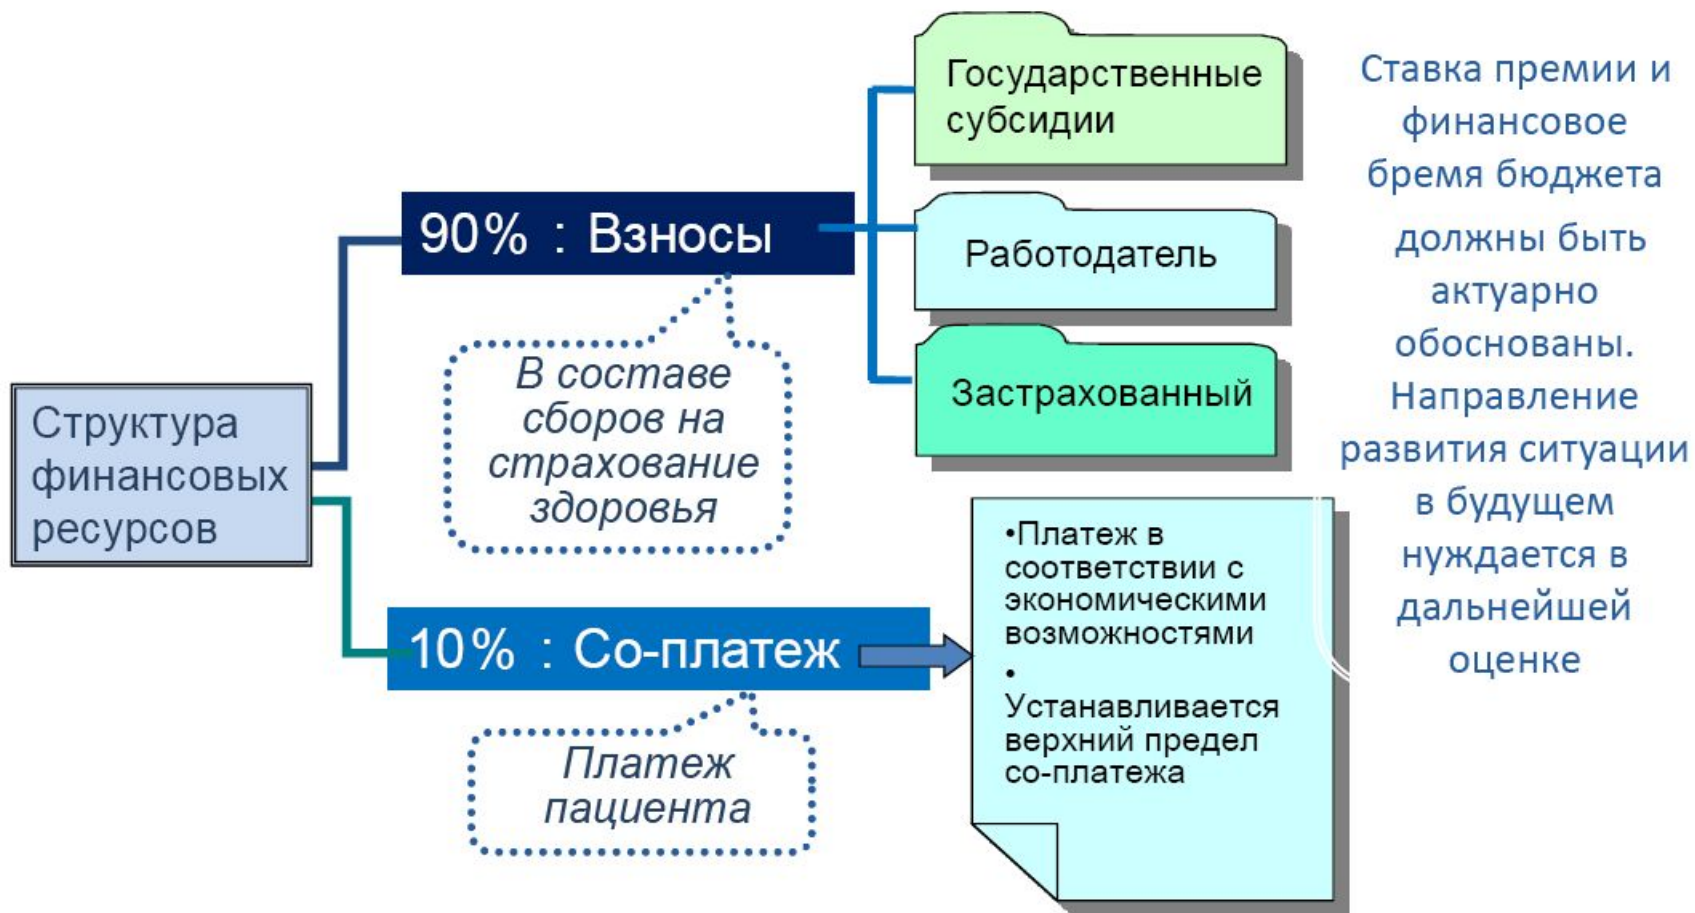 Структура
финансовых
ресурсов
90% : Взносы
В составе
сборов на
страхование
здоровья
Государственные
субсидии
Работодатель
Застрахованный
10% : Со-платеж
Платеж
пациента
•Платеж в
соответствии с
экономическими
возможностями
•
Устанавливается
верхний предел
со-платежа
Ставка премии и
финансовое
бремя бюджета
должны быть
актуарно
обоснованы.
Направление
развития ситуации
в будущем
нуждается в
дальнейшей
оценке